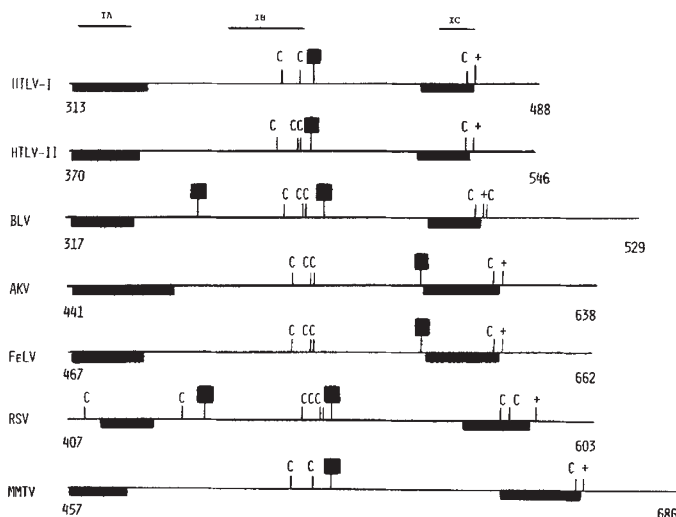 IA IB IC
C C C +
HTLV-I
313 488
C CC C +
HTLV-II
370 546
C CC C +C
BLV
317 529
C CC C +
AKV
441 638
C CC C +
FeLV
467 662
C C CCC C C +
RSV
407 603
C C C +
MMTV
457 686